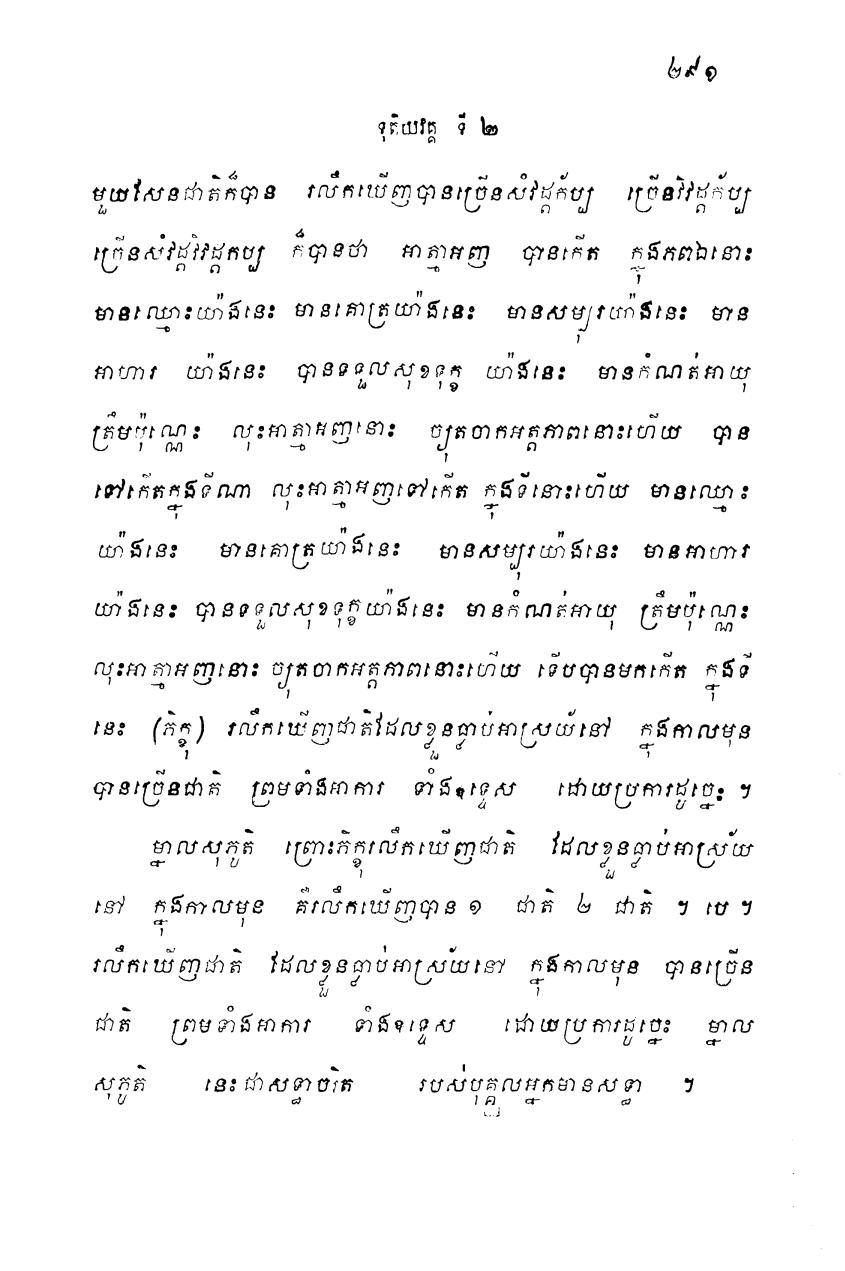 ២៩១
ទុតិយវគ្គ ទី ២
មួយសែនជាតិក៏បាន រលឹកឃើញបានច្រើនសំវដ្ដក័ប្ប ច្រើនវិវដ្ដក័ប្ប
ច្រើនសំវដ្ដវិវដ្ដកប្ប ក៏បានថា អាត្មាអញ បានកើត ក្នុងភពឯនោះ
មានឈ្មោះយ៉ាងនេះ មានគោត្រយ៉ាងនេះ មានសម្បុរយ៉ាងនេះ មាន
អាហារ យ៉ាងនេះ បានទទួលសុខទុក្ខ យ៉ាងនេះ មានកំណត់អាយុ
ត្រឹមប៉ុណ្ណេះ លុះអាត្មាអញនោះ ច្យុតចាកអត្តភាពនោះហើយ បាន
ទៅកើតក្នុងទីណា លុះអាត្មាអញទៅកើត ក្នុងទីនោះហើយ មានឈ្មោះ
យ៉ាងនេះ មានគោត្រយ៉ាងនេះ មានសម្បុរយ៉ាងនេះ មានអាហារ
យ៉ាងនេះ បានទទួលសុខទុក្ខយ៉ាងនេះ មានកំណត់អាយុ ត្រឹមប៉ុណ្ណេះ
លុះអាត្មាអញនោះ ច្យុតចាកអត្តភាពនោះហើយ ទើបបានមកកើត ក្នុងទី
នេះ (ភិក្ខុ) រលឹកឃើញជាតិដែលខ្លួនធ្លាប់អាស្រ័យនៅ ក្នុងកាលមុន
បានច្រើនជាតិ ព្រមទាំងអាការ ទាំងឧទ្ទេស ដោយប្រការដូច្នេះ ។
ម្នាលសុភូតិ ព្រោះភិក្ខុរលឹកឃើញជាតិ ដែលខ្លួនធ្លាប់អាស្រ័យ
នៅ ក្នុងកាលមុន គឺរលឹកឃើញបាន ១ ជាតិ ២ ជាតិ ។ បេ ។
រលឹកឃើញជាតិ ដែលខ្លួនធ្លាប់អាស្រ័យនៅ ក្នុងកាលមុន បានច្រើន
ជាតិ ព្រមទាំងអាការ ទាំងឧទ្ទេស ដោយប្រការដូច្នេះ ម្នាល
សុភូតិ នេះជាសទ្ធាចរិត របស់បុគ្គលអ្នកមានសទ្ធា ។